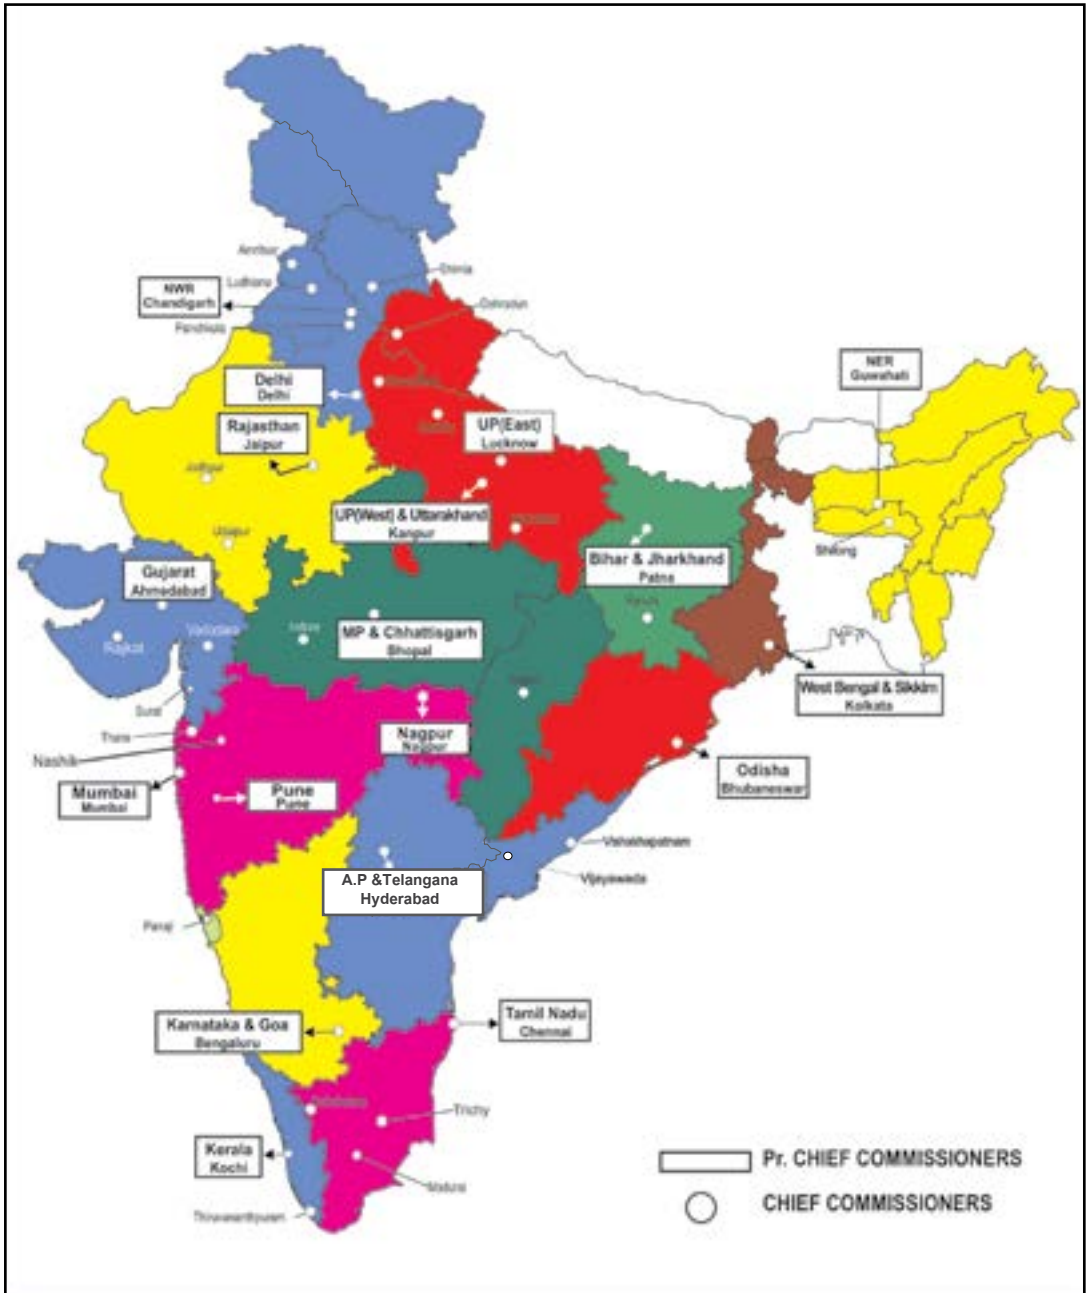 Amritsar
Ludhiana
Shimla
NWR
Chandigarh
Dehradun
Panchkula
NER
Guwahati
Delhi
Delhi
Rajasthan
Jaipur
UP(East)
Lucknow
Jodhpur
UP(West) & Uttarakhand
Kanpur
Udaipur
Shillong
Bihar & Jharkhand
Patna
Gujarat
Ahmedabad
Ranchi
Vadodara
Indore
MP & Chhattisgarh
Bhopal
Rajkot
West Bengal & Sikkim
Kolkata
Surat
Thane
Nagpur
Nagpur
Nashik
Odisha
Bhubaneswar
Mumbai
Mumbai
Pune
Pune
Vishakhapatnam
A.P &Telangana
Hyderabad
Vijayawada
Panaji
Tamil Nadu
Chennai
Karnataka & Goa
Bengaluru
Trichy
Kerala
Kochi
Madurai
Thiruvananthpuram
Pr. CHIEF COMMISSIONERS
CHIEF COMMISSIONERS